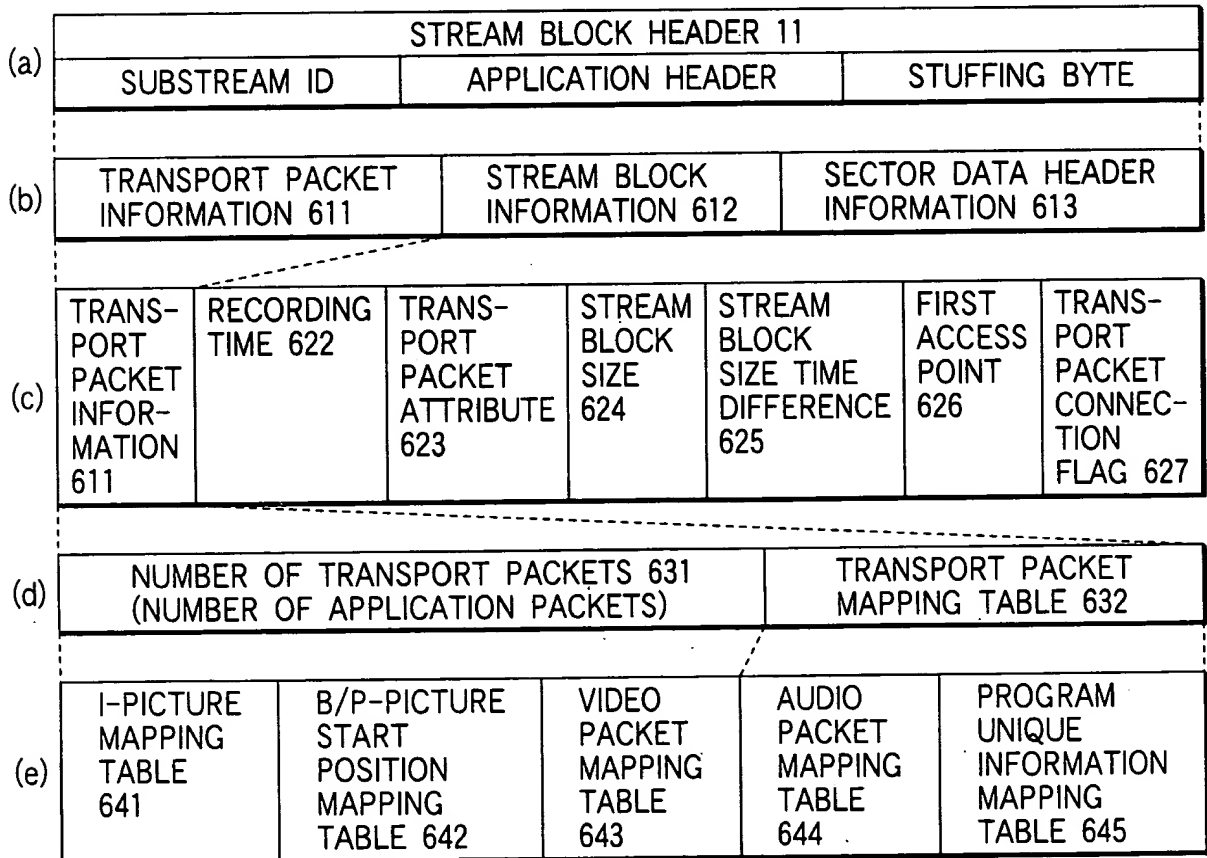 (a)
STREAM BLOCK HEADER 11
SUBSTREAM ID
APPLICATION HEADER
STUFFING BYTE
(b)
TRANSPORT PACKET
INFORMATION 611
STREAM BLOCK
INFORMATION 612
SECTOR DATA HEADER
INFORMATION 613
(c)
TRANS-
PORT
PACKET
INFOR-
MATION
611
RECORDING
TIME 622
TRANS-
PORT
PACKET
ATTRIBUTE
623
STREAM
BLOCK
SIZE
624
STREAM
BLOCK
SIZE TIME
DIFFERENCE
625
FIRST
ACCESS
POINT
626
TRANS-
PORT
PACKET
CONNEC-
TION
FLAG 627
(d)
NUMBER OF TRANSPORT PACKETS 631
(NUMBER OF APPLICATION PACKETS)
TRANSPORT PACKET
MAPPING TABLE 632
(e)
I-PICTURE
MAPPING
TABLE
641
B/P-PICTURE
START
POSITION
MAPPING
TABLE 642
VIDEO
PACKET
MAPPING
TABLE
643
AUDIO
PACKET
MAPPING
TABLE
644
PROGRAM
UNIQUE
INFORMATION
MAPPING
TABLE 645